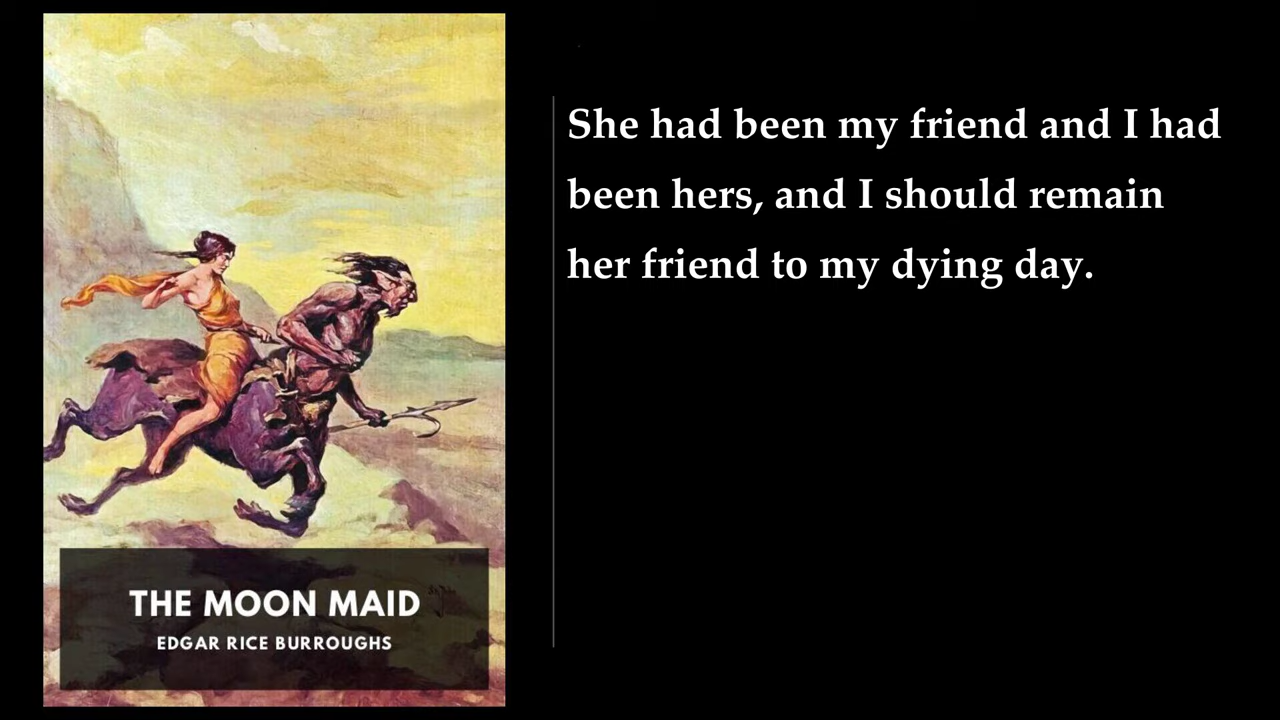 THE MOON MAID
EDGAR RICE BURROUGHS
She had been my friend and I had
been hers, and I should remain
her friend to my dying day.